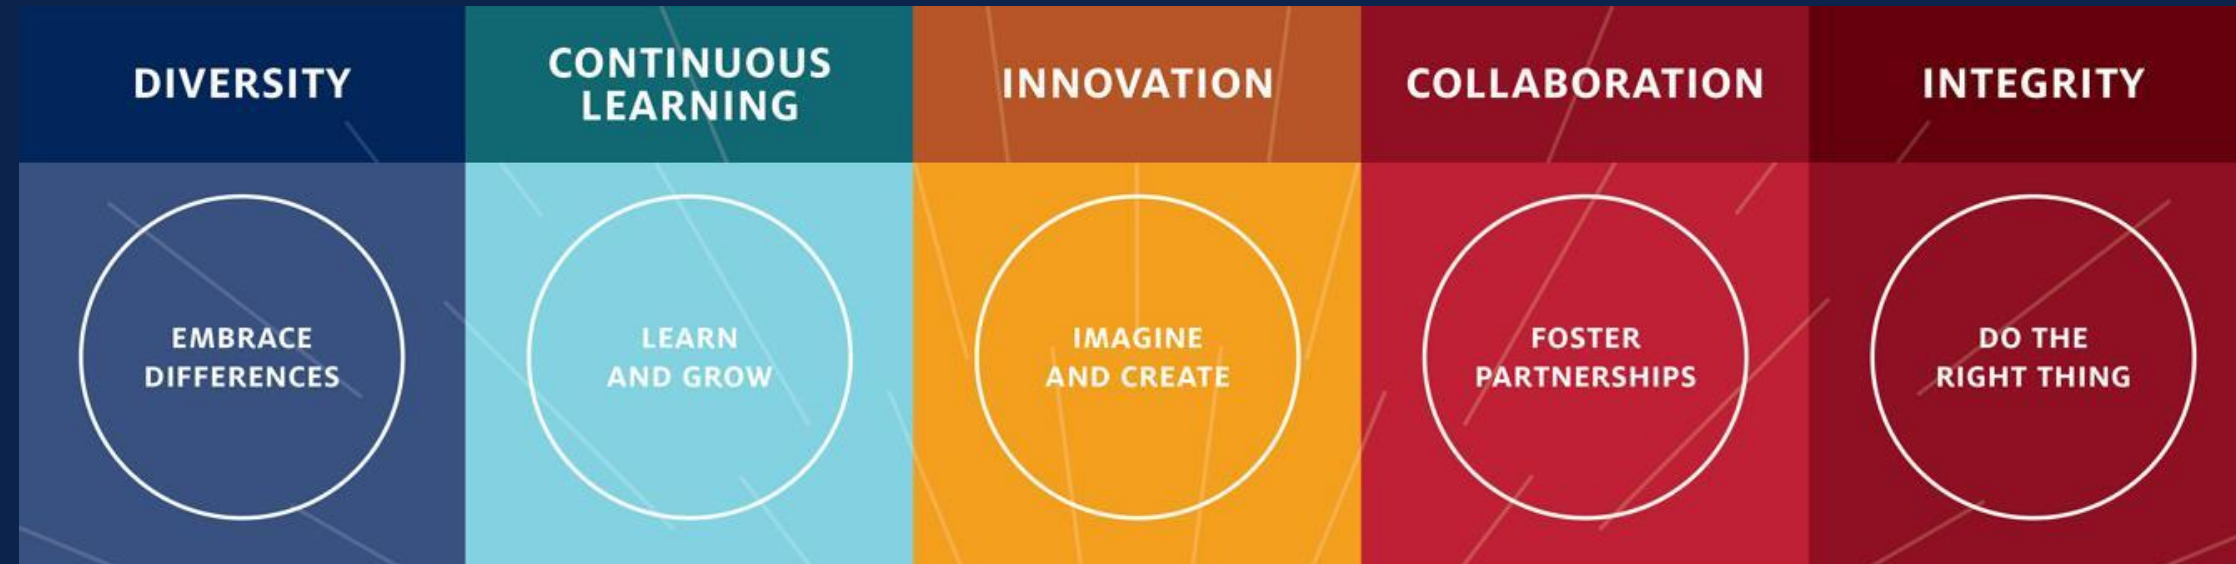 DIVERSITY
EMBRACE
DIFFERENCES
CONTINUOUS
LEARNING
LEARN
AND GROW
INNOVATION
IMAGINE
AND CREATE
COLLABORATION
FOSTER
PARTNERSHIPS
INTEGRITY
DO THE
RIGHT THING